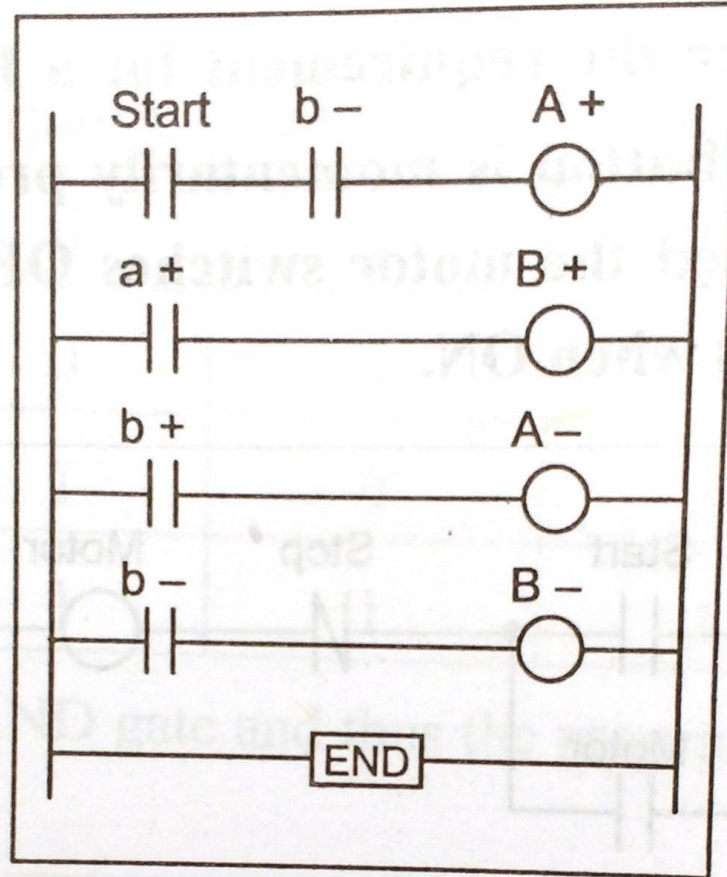 Start b – A +
a + B +
b + A –
b – B –
END